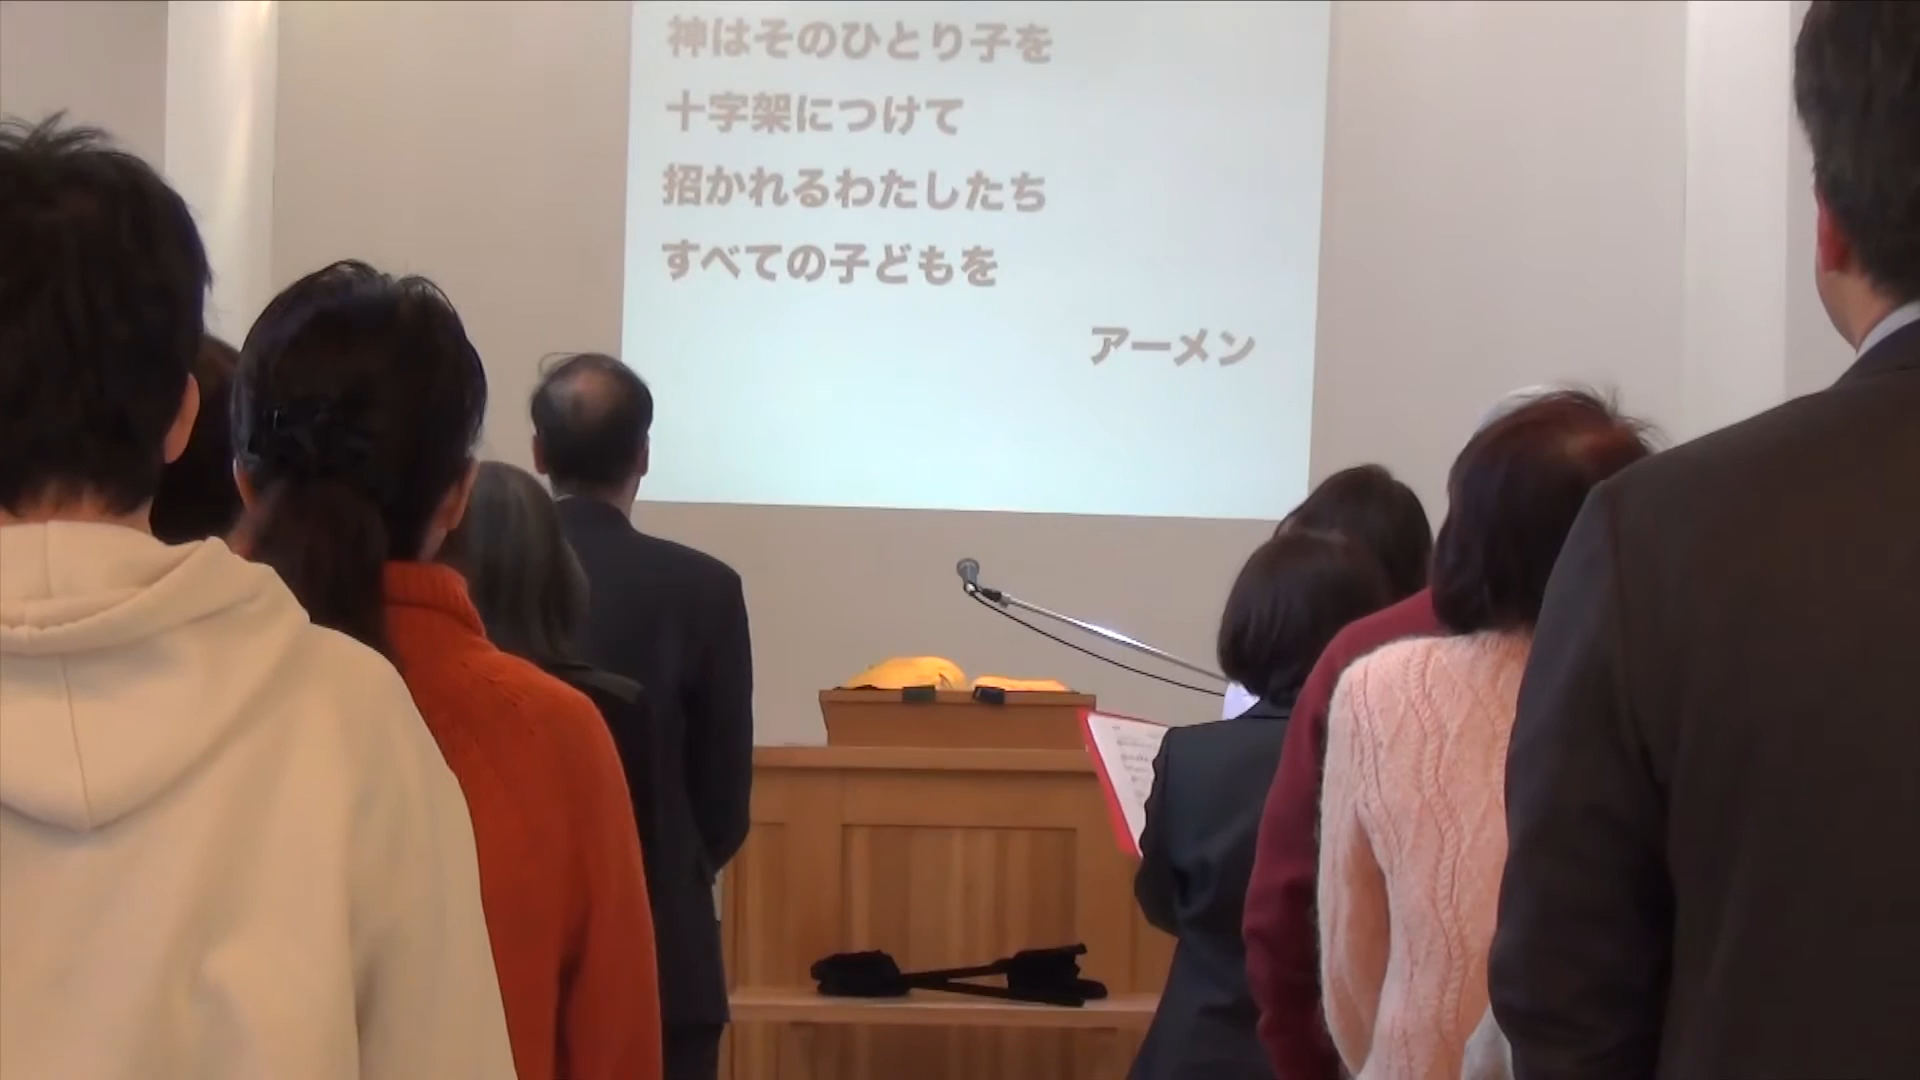 神はそのひとり子を
十字架につけて
招かれるわたしたち
すべての子どもを
アーメン